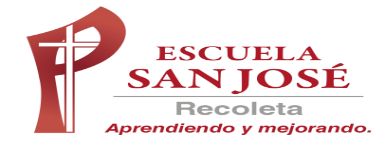 ESCUELA
SAN JOSÉ
Recoleta
Aprendiendo y mejorando.